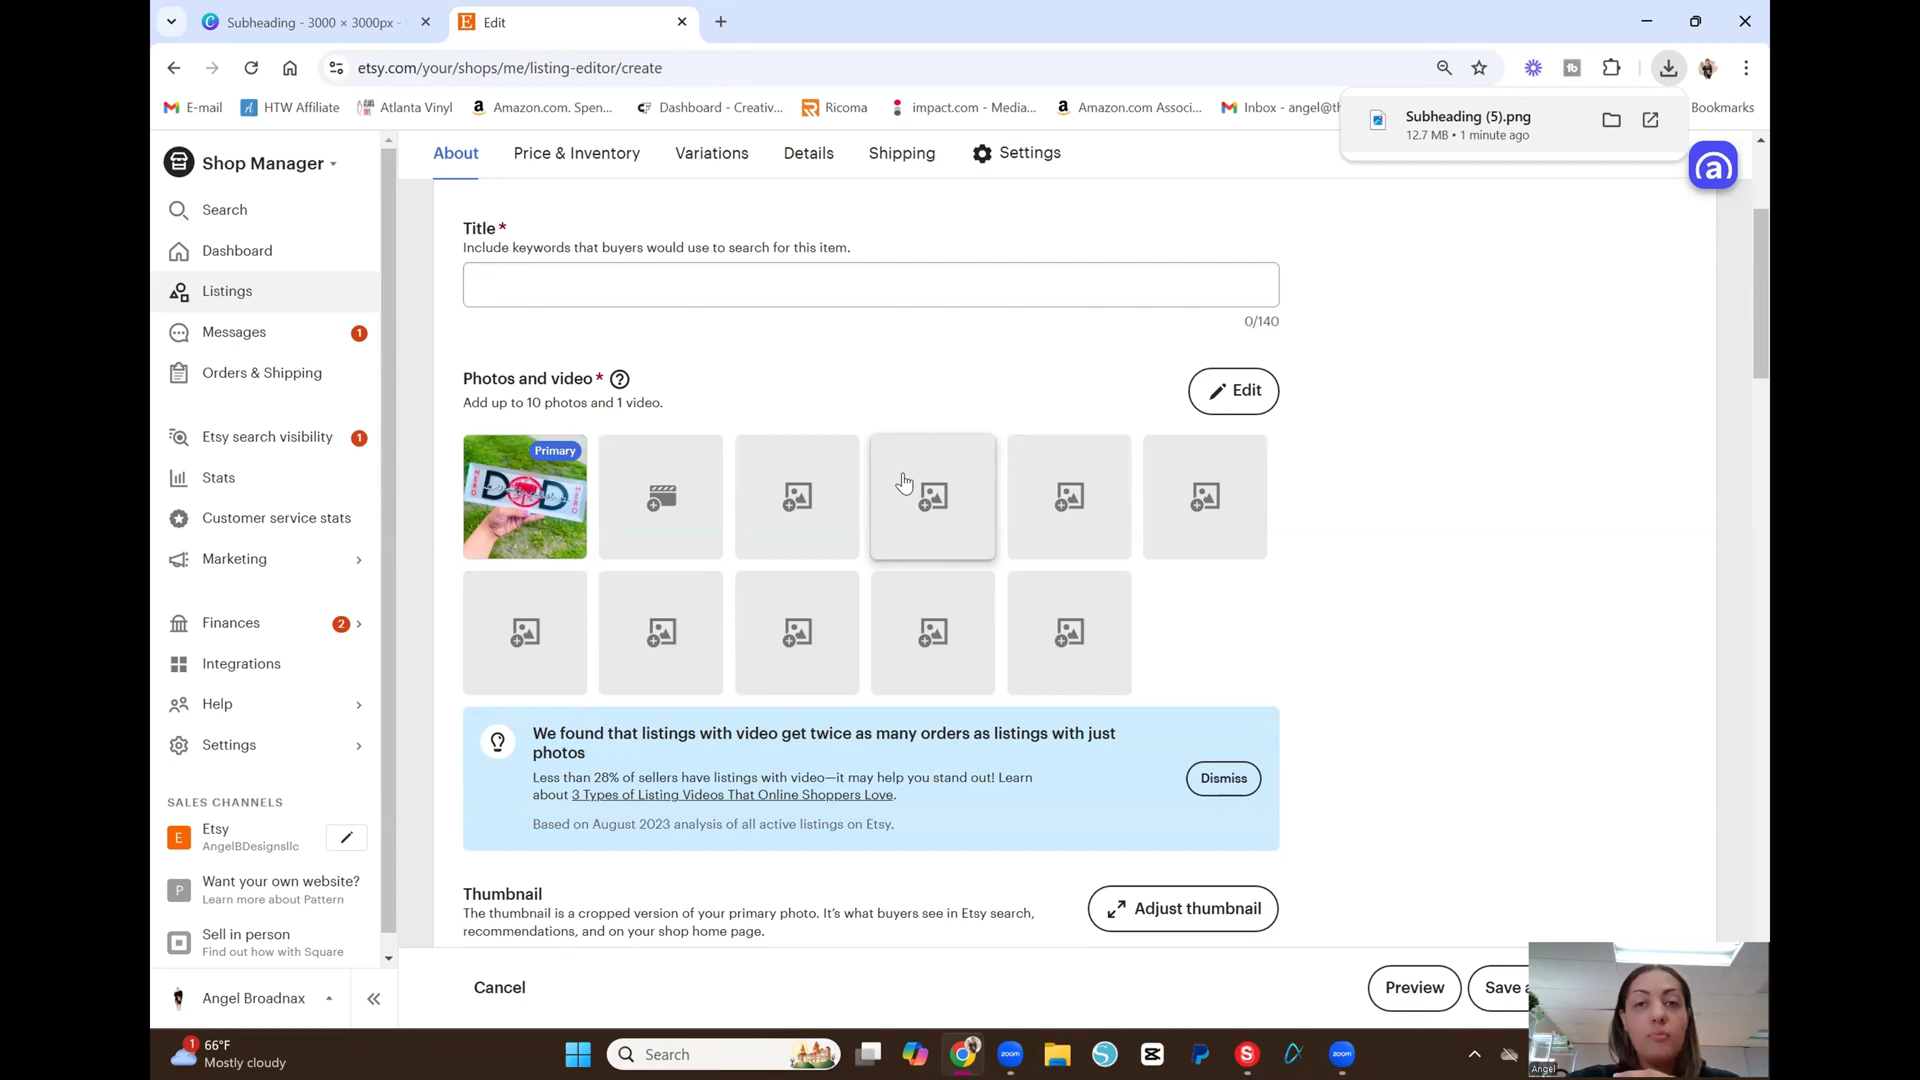 Subheading - 3000 × 3000px -
Edit
etsy.com/your/shops/me/listing-editor/create
E-mail
HTW Affiliate
Atlanta Vinyl
Amazon.com. Spen...
Dashboard - Creativ...
Ricoma
impact.com - Media...
Amazon.com Associ...
Inbox - angel@th
Bookmarks
Subheading (5).png
12.7 MB • 1 minute ago
Shop Manager
Search
Dashboard
Listings
Messages
1
Orders & Shipping
Etsy search visibility
1
Stats
Customer service stats
Marketing
Finances
2
Integrations
Help
Settings
SALES CHANNELS
E
Etsy
AngelBDesignsllc
P
Want your own website?
Learn more about Pattern
Sell in person
Find out how with Square
Angel Broadnax
About
Price & Inventory
Variations
Details
Shipping
Settings
Title *
Include keywords that buyers would use to search for this item.
0/140
Photos and video *
Add up to 10 photos and 1 video.
Edit
Primary
We found that listings with video get twice as many orders as listings with just
photos
Less than 28% of sellers have listings with video—it may help you stand out! Learn
about 3 Types of Listing Videos That Online Shoppers Love.
Based on August 2023 analysis of all active listings on Etsy.
Dismiss
Thumbnail
The thumbnail is a cropped version of your primary photo. It's what buyers see in Etsy search,
recommendations, and on your shop home page.
Adjust thumbnail
Cancel
Preview
Save
Angel
1
66°F
Mostly cloudy
Search
zoom
zoom